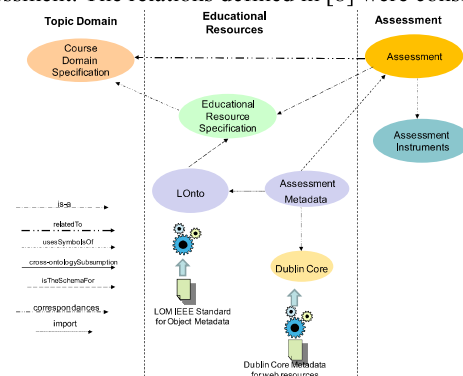 Topic Domain
Educational
Resources
Assessment
Course
Domain
Specification
Assessment
Educational
Resource
Specification
Assessment
Instruments
LOnto
Assessment
Metadata
is-a
relatedTo
usesSymbolsOf
cross-ontologySubsumption
isTheSchemaFor
correspondances
import
Dublin Core
LOM IEEE Standard
for Object Metadata
Dublin Core Metadata
for web resources